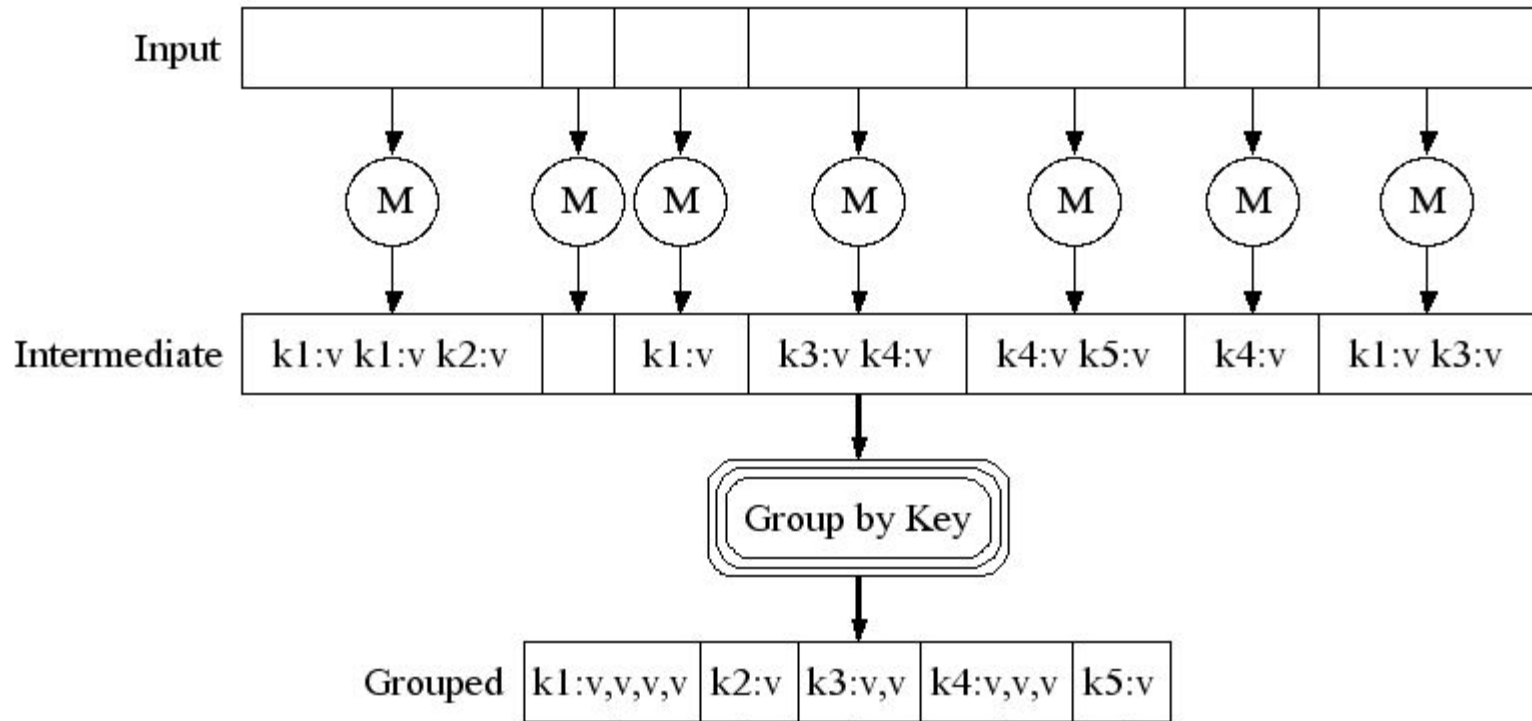 Input
M M M M M M M
Intermediate k1:v k1:v k2:v k1:v k3:v k4:v k4:v k5:v k4:v k1:v k3:v
Group by Key
Grouped k1:v,v,v,v k2:v k3:v,v k4:v,v,v k5:v